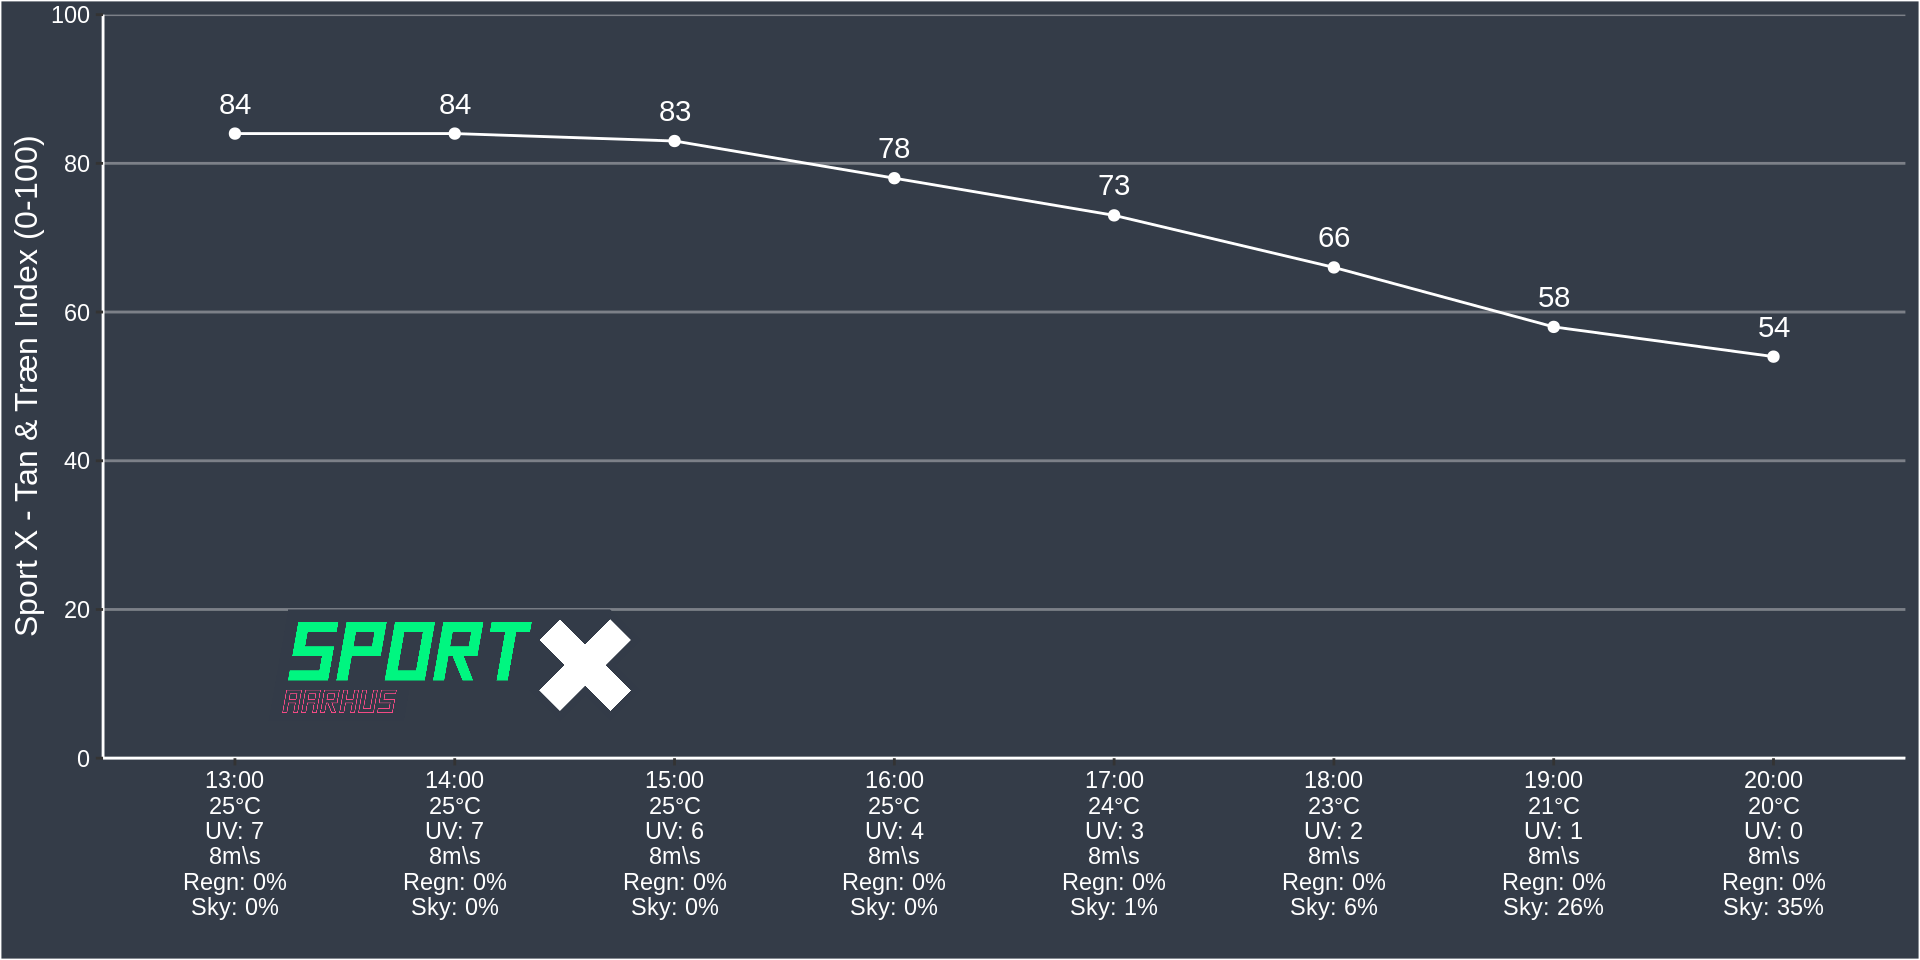 Sport X - Tan & Træn Index (0-100)
100
80
60
40
20
0
84
84
83
78
73
66
58
54
SPORT X
AARHUS
13:00
25°C
UV: 7
8m\s
Regn: 0%
Sky: 0%
14:00
25°C
UV: 7
8m\s
Regn: 0%
Sky: 0%
15:00
25°C
UV: 6
8m\s
Regn: 0%
Sky: 0%
16:00
25°C
UV: 4
8m\s
Regn: 0%
Sky: 0%
17:00
24°C
UV: 3
8m\s
Regn: 0%
Sky: 1%
18:00
23°C
UV: 2
8m\s
Regn: 0%
Sky: 6%
19:00
21°C
UV: 1
8m\s
Regn: 0%
Sky: 26%
20:00
20°C
UV: 0
8m\s
Regn: 0%
Sky: 35%